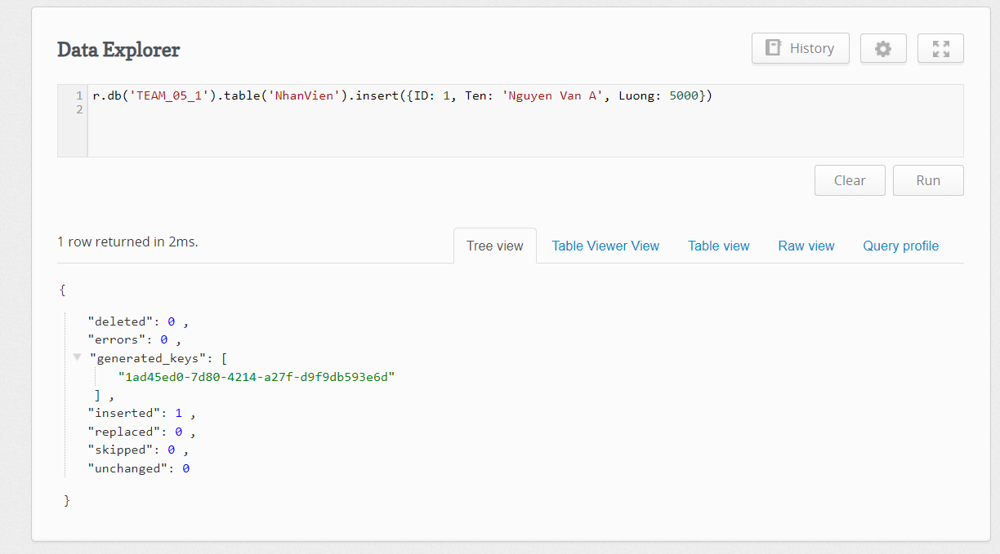 Data Explorer
History
1 r.db('TEAM_05_1').table('NhanVien').insert({ID: 1, Ten: 'Nguyen Van A', Luong: 5000})
2
Clear Run
1 row returned in 2ms.
Tree view Table Viewer View Table view Raw view Query profile
{
"deleted": 0 ,
"errors": 0 ,
"generated_keys": [
"1ad45ed0-7d80-4214-a27f-d9f9db593e6d"
] ,
"inserted": 1 ,
"replaced": 0 ,
"skipped": 0 ,
"unchanged": 0
}